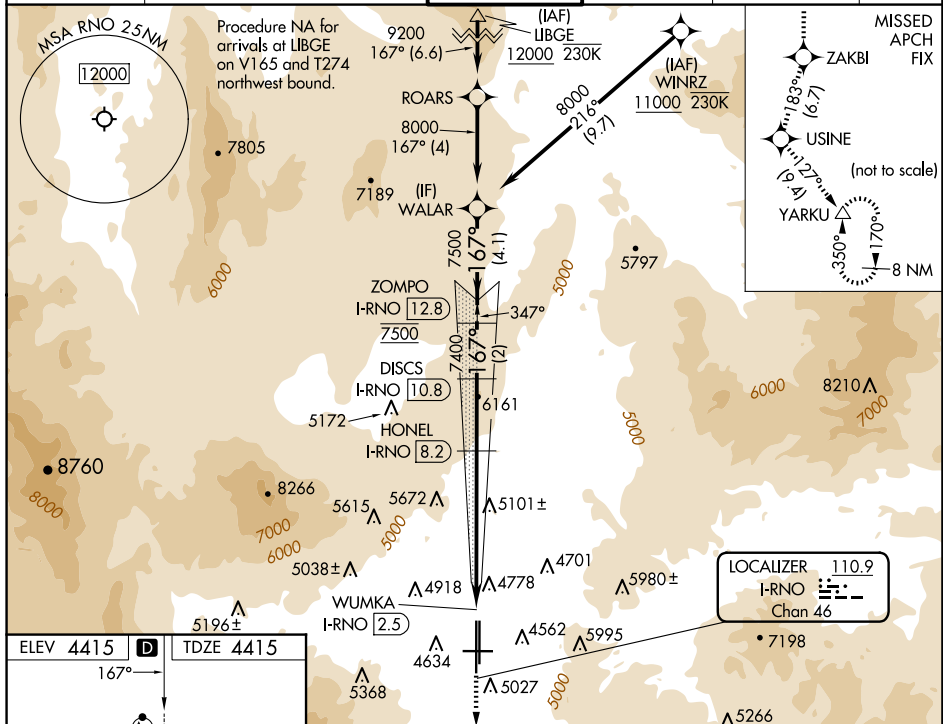 MSA RNO 25NM
12000
Procedure NA for
arrivals at LIBGE
on V165 and T274
northwest bound.
(IAF)
LIBGE
12000 230K
9200
167° (6.6)
ROARS
8000
167° (4)
(IAF)
WINRZ
11000 230K
8000
216°
(9.7)
(IF)
WALAR
7500
167°
(4.1)
MISSED
APCH
FIX
ZAKBI
183°
(6.7)
USINE
127°
(9.4)
(not to scale)
YARKU
350°
170°
8 NM
7805
7189
6000
5797
5000
ZOMPO
I-RNO 12.8
7500
347°
7400
167°
(2)
DISCS
I-RNO 10.8
6161
5172
HONEL
I-RNO 8.2
6000
8210
7000
5000
8760
8000
8266
7000
6000
5615
5672
5000
5101±
5038±
4918
4778
4701
5980±
5196±
WUMKA
I-RNO 2.5
LOCALIZER 110.9
I-RNO
Chan 46
4634
4562
5995
7198
5368
5027
5000
5266
ELEV 4415
D
TDZE 4415
167°